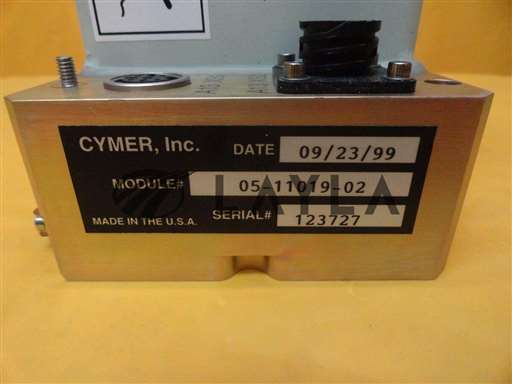 CYMER, Inc. DATE 09/23/99
MODULE# 05-11019-02
LAYLA
MADE IN THE U.S.A. SERIAL# 123727